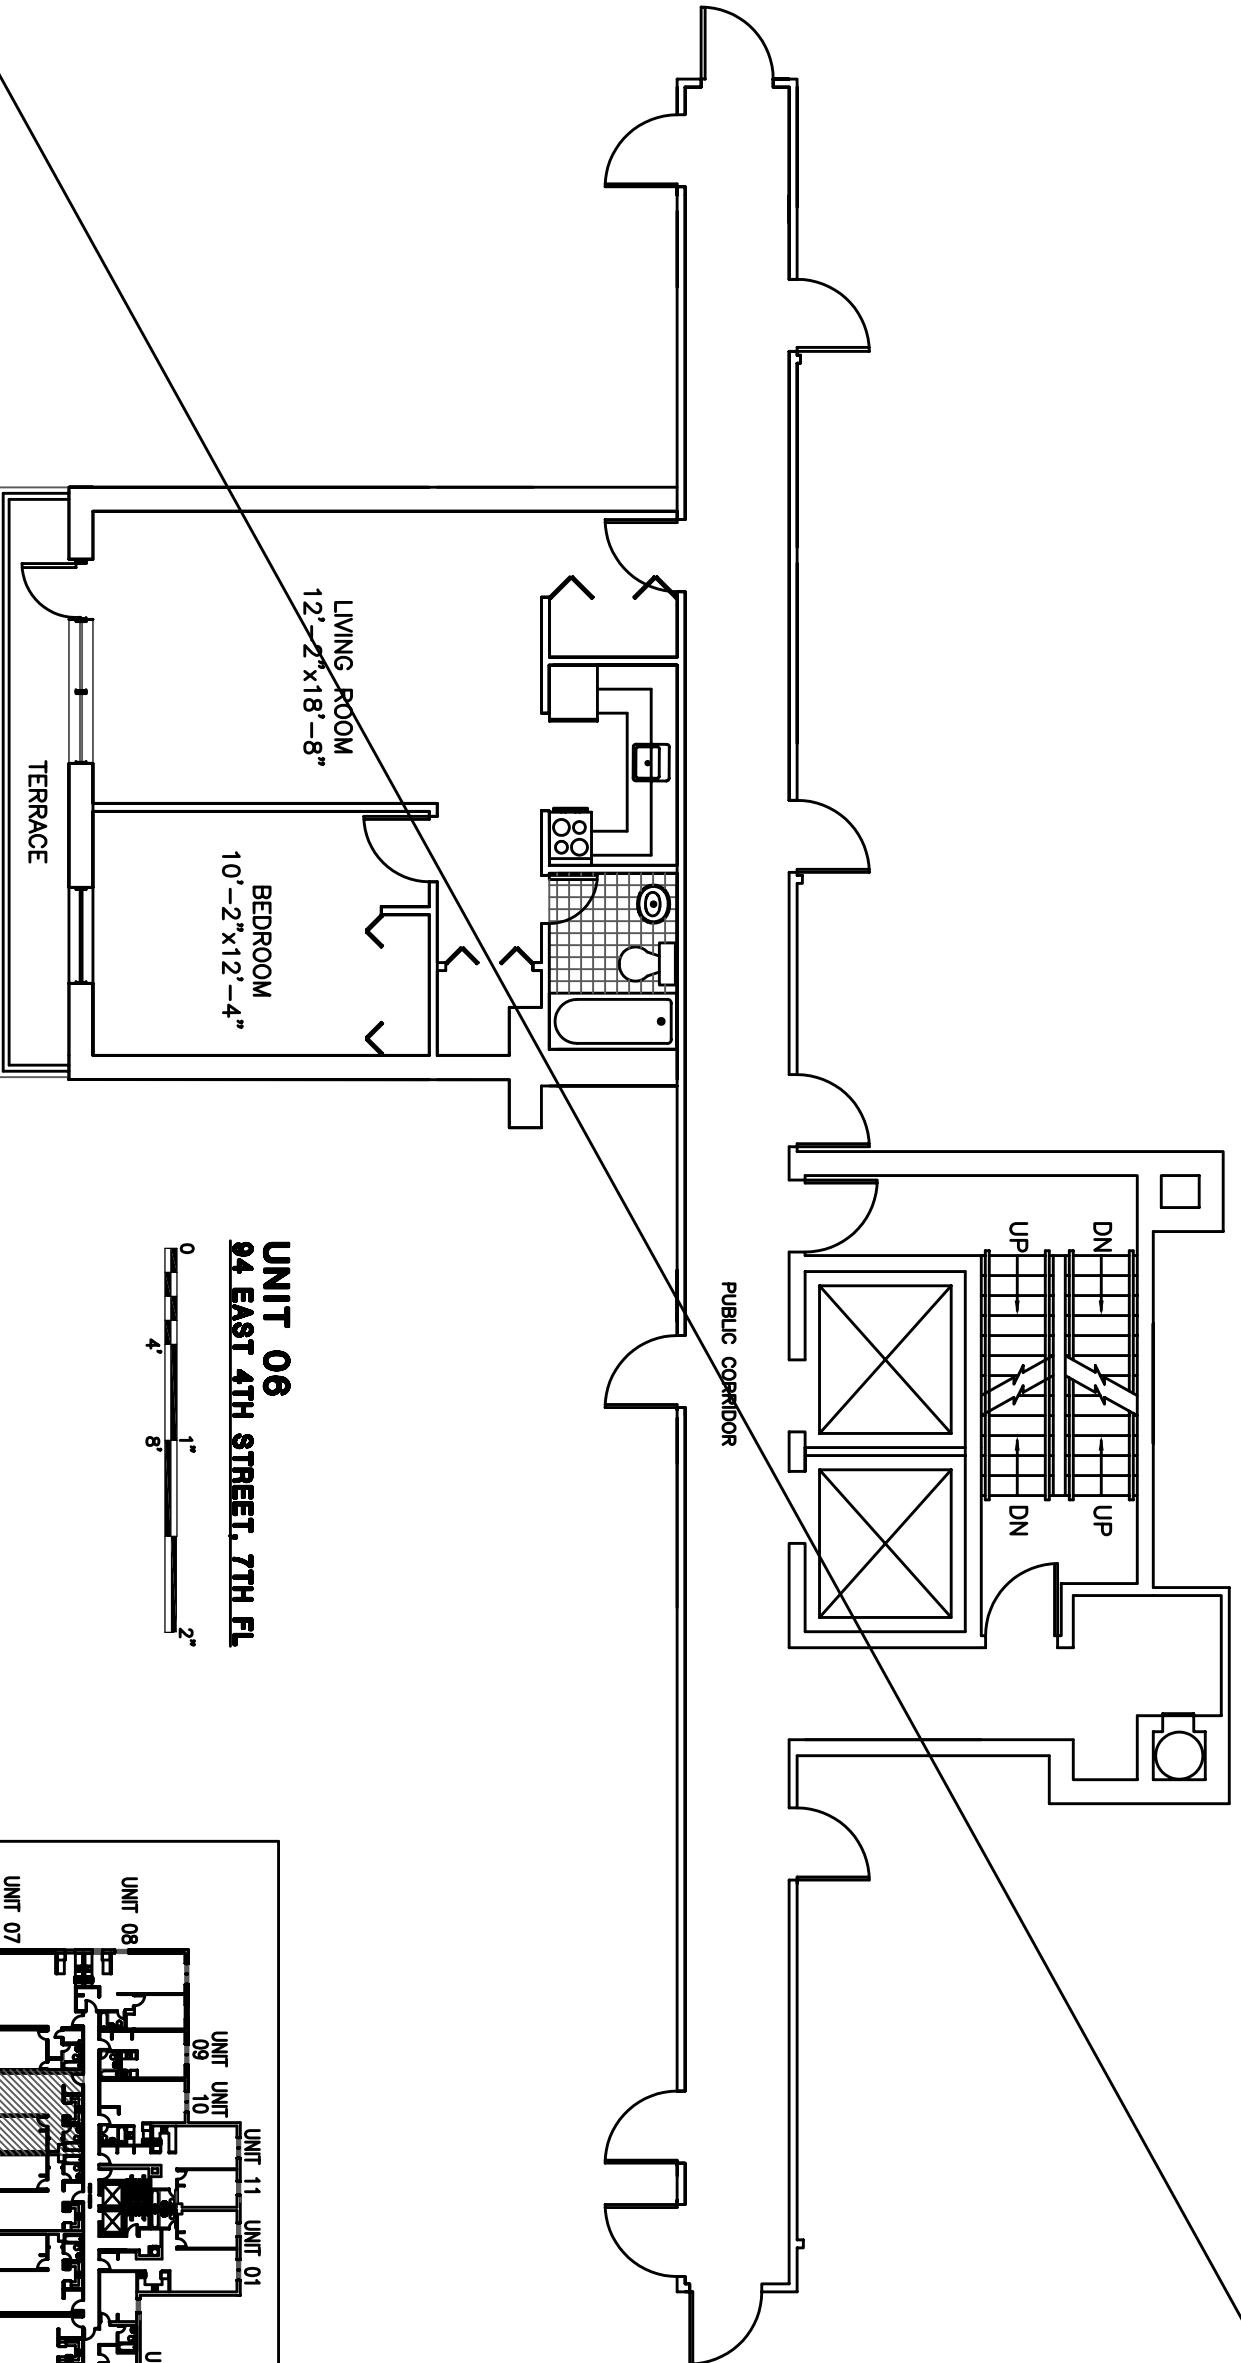 LIVING ROOM
12'-2"x18'-8"
BEDROOM
10'-2"x12'-4"
TERRACE
PUBLIC CORRIDOR
DN
UP
UP
DN
UNIT 06
94 EAST 4TH STREET, 7TH FL
0 1" 2"
4' 8'
UNIT 11
UNIT 01
UNIT 09
UNIT 10
UNIT 08
UNIT 07